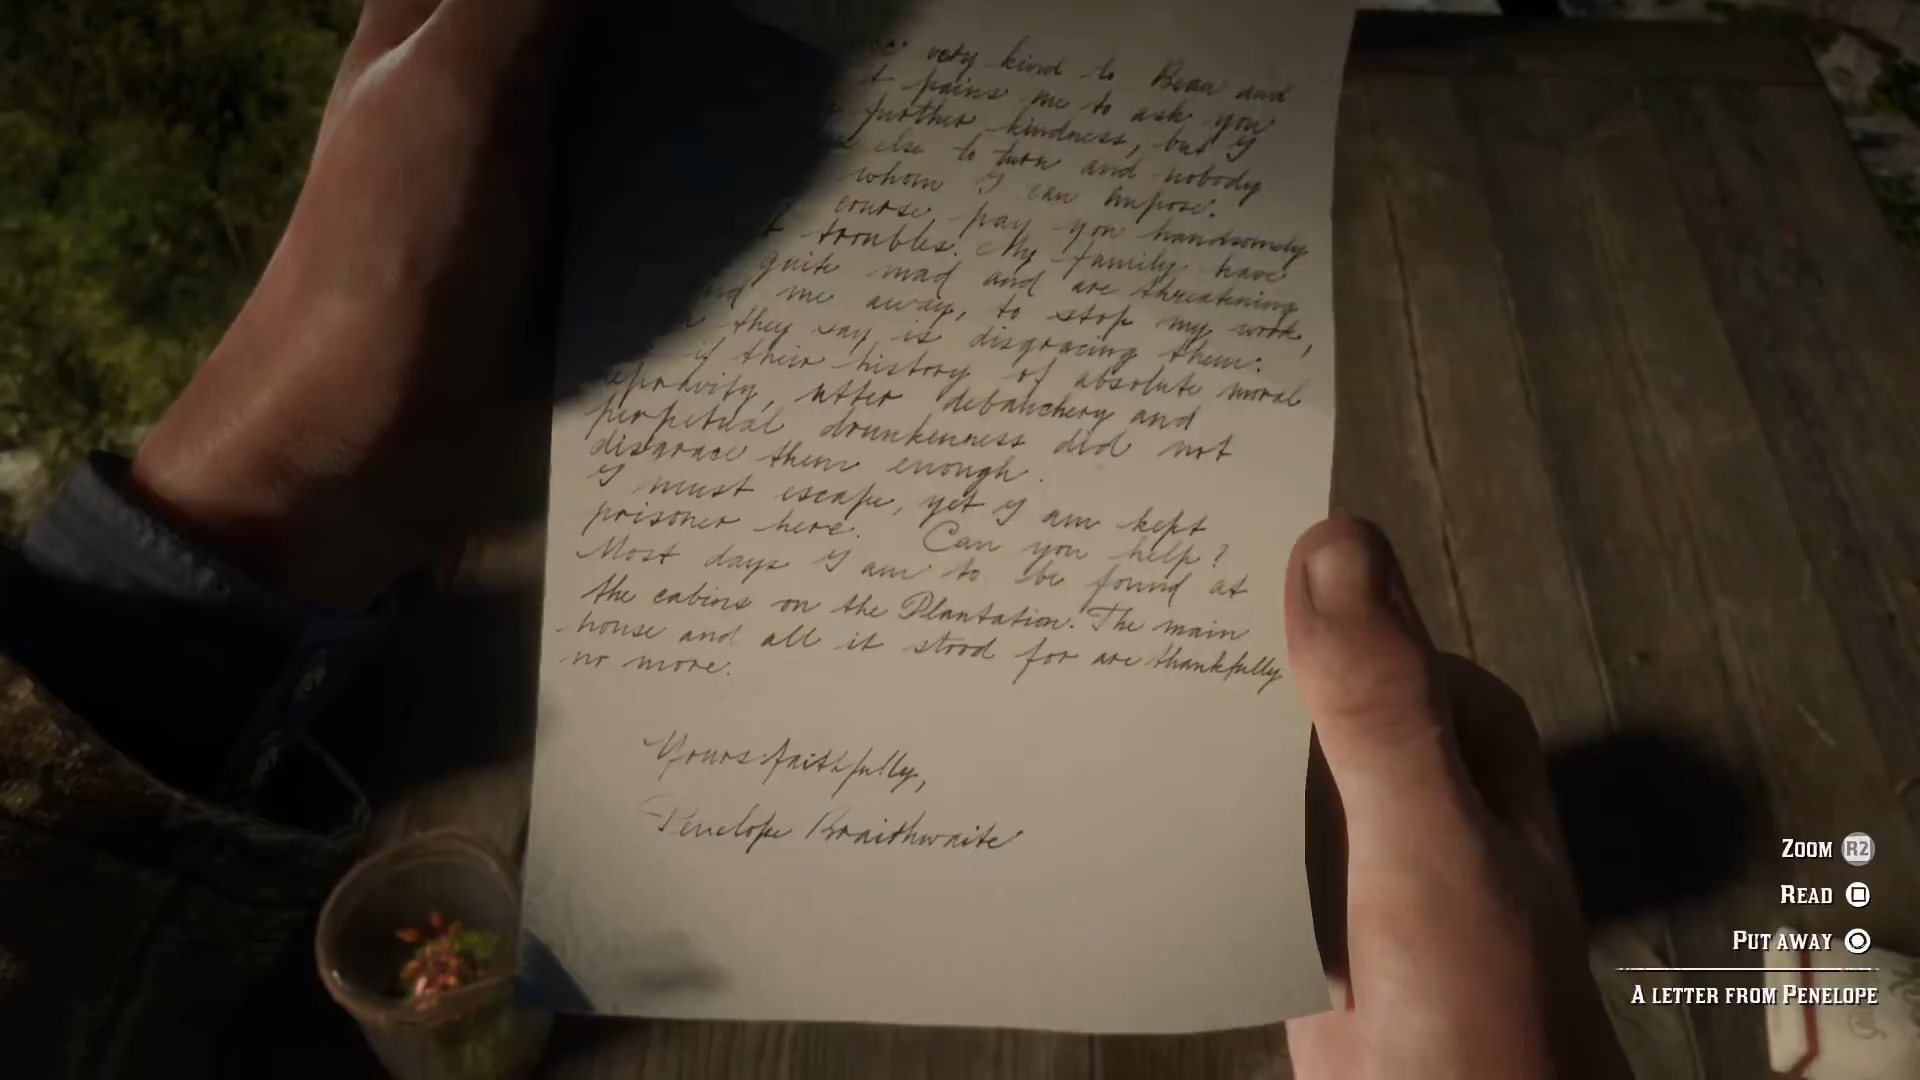 very kind to Beau and
pains me to ask you
further kindness, but I
else to turn and nobody
whom I can impose.
course, pay you handsomely
troubles. My family have
quite mad and are threatening
me away, to stop my work,
they say is disgracing them:
if their history of absolute moral
epravity, utter debauchery and
perpetual drunkenness did not
disgrace them enough.
I must escape, yet I am kept
prisoner here. Can you help?
Most days I am to be found at
the cabins on the Plantation. The main
house and all it stood for are thankfully
no more.
Yours faithfully,
Penelope Braithwaite
ZOOM R2
READ
PUT AWAY
A LETTER FROM PENELOPE